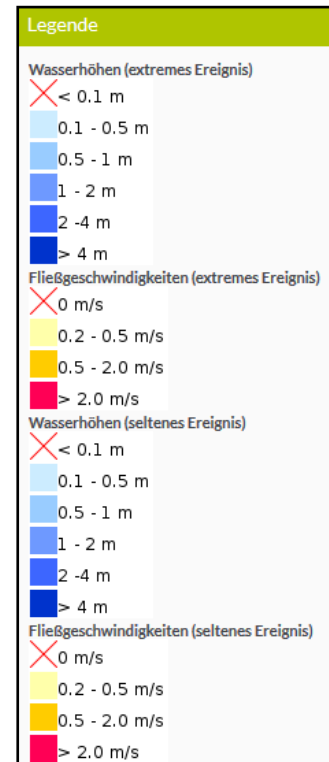 Legende
Wasserhöhen (extremes Ereignis)
< 0.1 m
0.1 - 0.5 m
0.5 - 1 m
1 - 2 m
2 -4 m
> 4 m
Fließgeschwindigkeiten (extremes Ereignis)
0 m/s
0.2 - 0.5 m/s
0.5 - 2.0 m/s
> 2.0 m/s
Wasserhöhen (seltenes Ereignis)
< 0.1 m
0.1 - 0.5 m
0.5 - 1 m
1 - 2 m
2 -4 m
> 4 m
Fließgeschwindigkeiten (seltenes Ereignis)
0 m/s
0.2 - 0.5 m/s
0.5 - 2.0 m/s
> 2.0 m/s